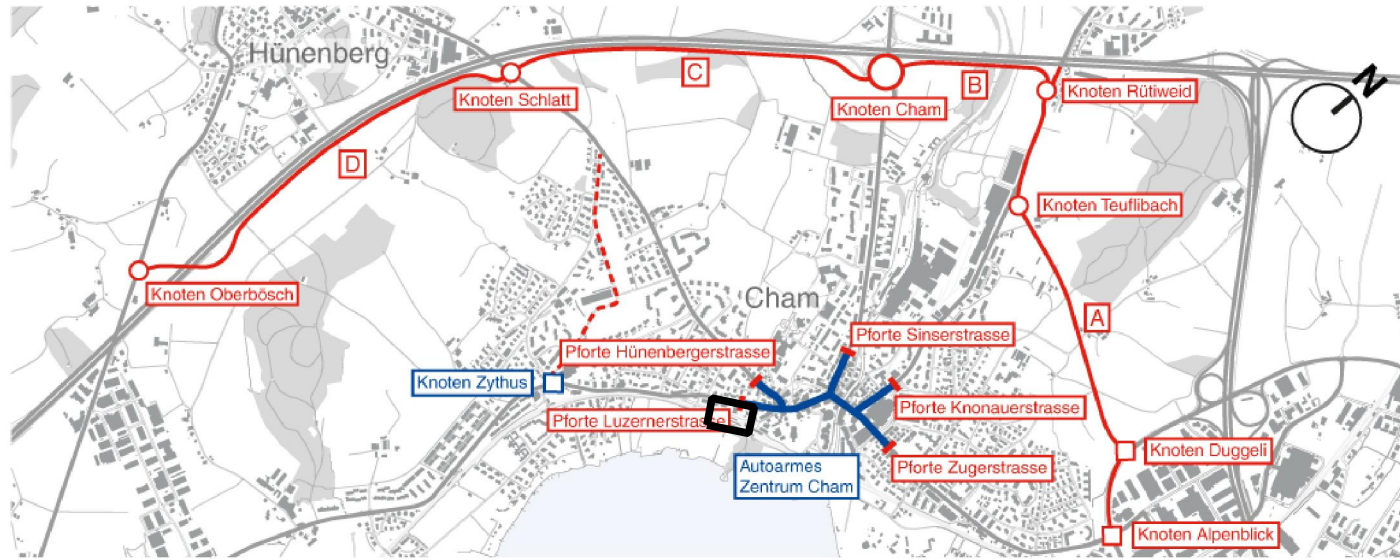 Hünenberg
N
Knoten Schlatt
C
Knoten Cham
B
Knoten Rütiweid
D
Knoten Teuflibach
Knoten Oberbösch
Cham
A
Pforte Sinserstrasse
Pforte Hünenbergerstrasse
Knoten Zythus
Pforte Knonauerstrasse
Pforte Luzernerstrasse
Knoten Duggeli
Pforte Zugerstrasse
Autoarmes
Zentrum Cham
Knoten Alpenblick